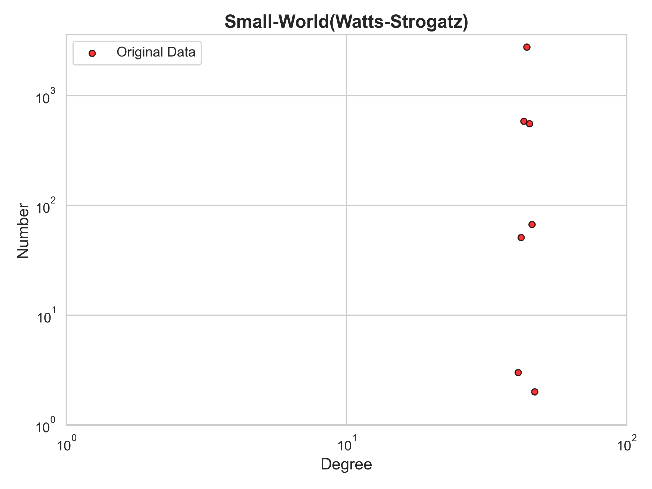 Small-World(Watts-Strogatz)
Original Data
10^3
10^2
10^1
10^0
Number
10^0 10^1 10^2
Degree